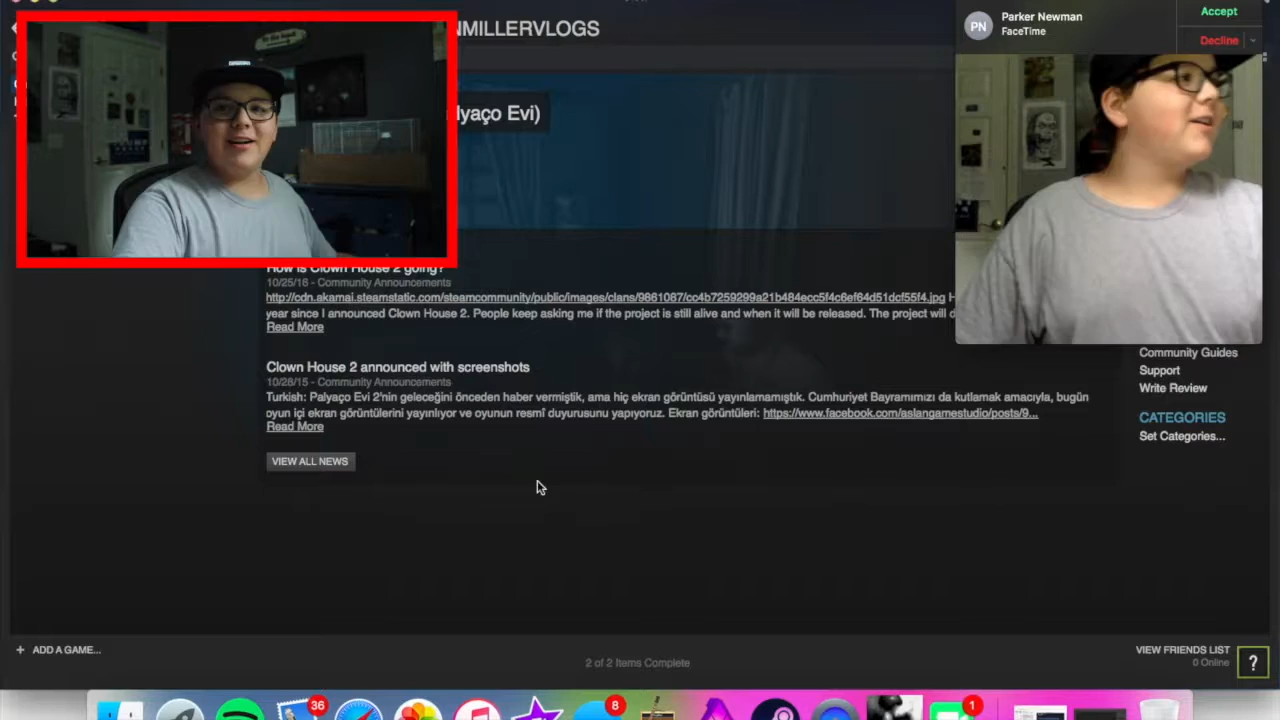 NMILLERVLOGS
lyaço Evi)
PN
Parker Newman
FaceTime
Accept
Decline
How is Clown House 2 going?
10/25/16 - Community Announcements
http://cdn.akamai.steamstatic.com/steamcommunity/public/images/clans/9861087/cc4b7259299a21b484ecc5f4c6ef64d51dcf55f4.jpg H
year since I announced Clown House 2. People keep asking me if the project is still alive and when it will be released. The project will d
Read More
Clown House 2 announced with screenshots
10/28/15 - Community Announcements
Turkish: Palyaço Evi 2'nin geleceğini önceden haber vermiştik, ama hiç ekran görüntüsü yayınlamamıştık. Cumhuriyet Bayramımızı da kutlamak amacıyla, bugün
oyun içi ekran görüntülerini yayınlıyor ve oyunun resmî duyurusunu yapıyoruz. Ekran görüntüleri: https://www.facebook.com/aslangamestudio/posts/9...
Read More
VIEW ALL NEWS
Community Guides
Support
Write Review
CATEGORIES
Set Categories...
+ ADD A GAME...
2 of 2 Items Complete
VIEW FRIENDS LIST
0 Online
?
36
8
1